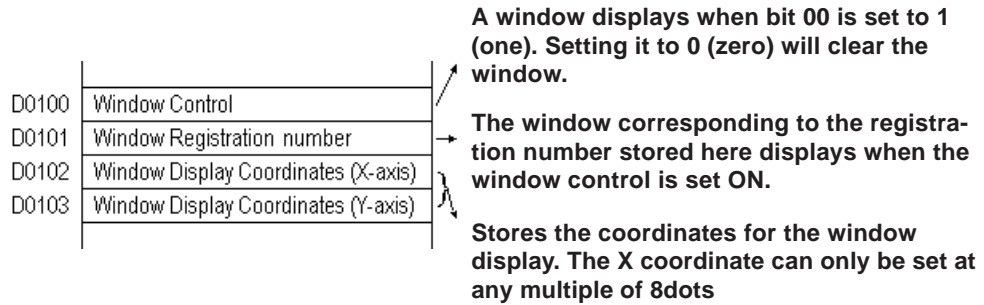 A window displays when bit 00 is set to 1
(one). Setting it to 0 (zero) will clear the
window.
D0100 Window Control
D0101 Window Registration number
D0102 Window Display Coordinates (X-axis)
D0103 Window Display Coordinates (Y-axis)
The window corresponding to the registra-
tion number stored here displays when the
window control is set ON.
Stores the coordinates for the window
display. The X coordinate can only be set at
any multiple of 8dots